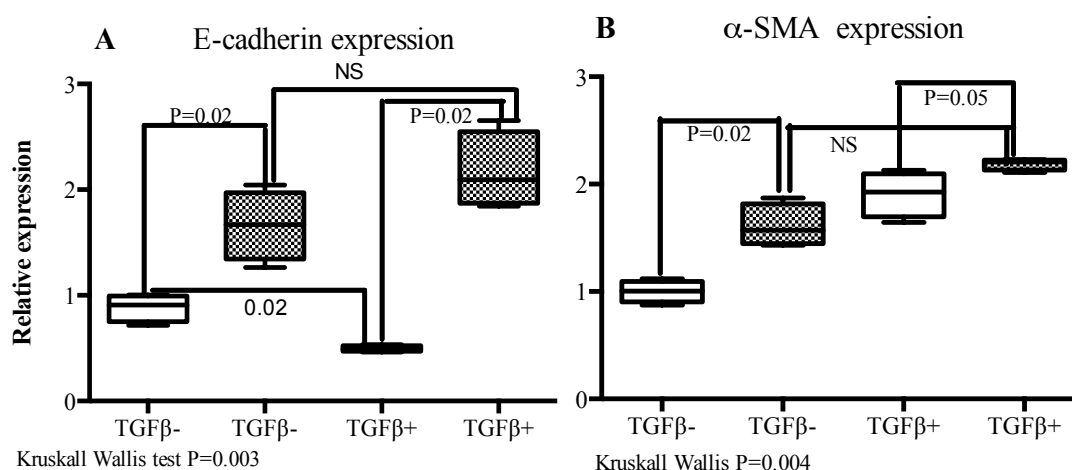 A E-cadherin expression
NS
3
P=0.02 P=0.02
2
Relative expression
1
0.02
0
TGFβ- TGFβ- TGFβ+ TGFβ+
Kruskall Wallis test P=0.003
B α-SMA expression
3
P=0.05
P=0.02
NS
2
1
0
TGFβ- TGFβ- TGFβ+ TGFβ+
Kruskall Wallis P=0.004